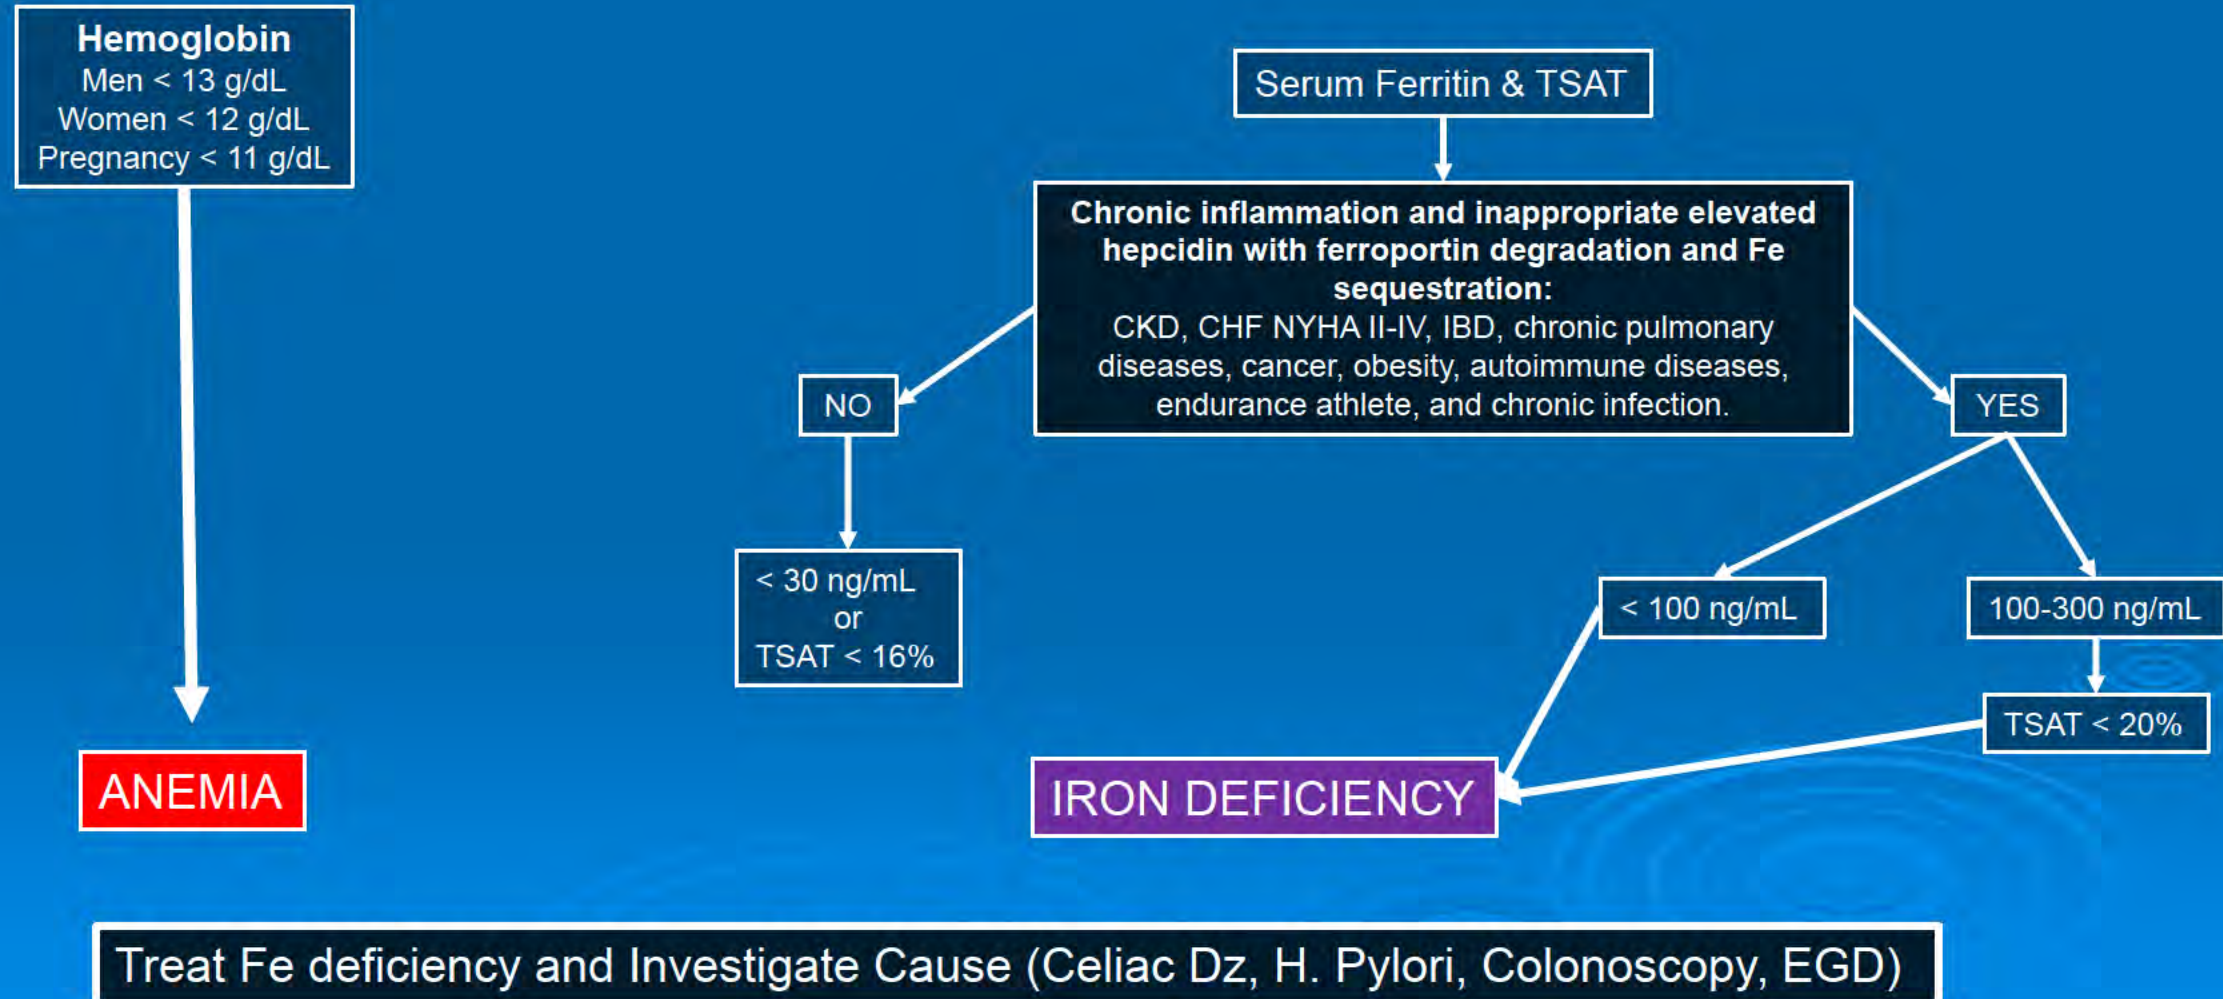 Hemoglobin
Men < 13 g/dL
Women < 12 g/dL
Pregnancy < 11 g/dL
Serum Ferritin & TSAT
Chronic inflammation and inappropriate elevated
hepcidin with ferroportin degradation and Fe
sequestration:
CKD, CHF NYHA II-IV, IBD, chronic pulmonary
diseases, cancer, obesity, autoimmune diseases,
endurance athlete, and chronic infection.
NO
YES
< 30 ng/mL
or
TSAT < 16%
< 100 ng/mL
100-300 ng/mL
TSAT < 20%
ANEMIA
IRON DEFICIENCY
Treat Fe deficiency and Investigate Cause (Celiac Dz, H. Pylori, Colonoscopy, EGD)